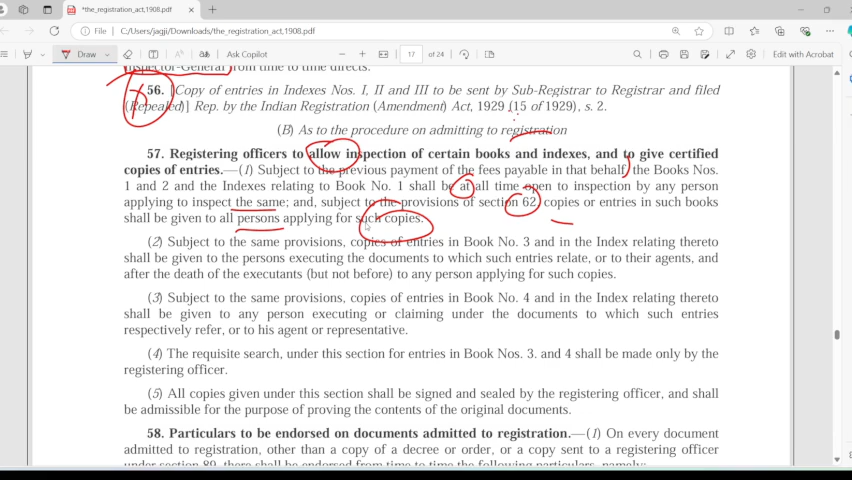 *the_registration_act,1908.pdf
File
C:/Users/jagji/Downloads/the_registration_act,1908.pdf
Draw
Ask Copilot
17
of 24
Edit with Acrobat
Inspector-General from time to time directs.
56. [Copy of entries in Indexes Nos. I, II and III to be sent by Sub-Registrar to Registrar and filed
(Repealed)] Rep. by the Indian Registration (Amendment) Act, 1929 (15 of 1929), s. 2.
(B) As to the procedure on admitting to registration
57. Registering officers to allow inspection of certain books and indexes, and to give certified
copies of entries.—(1) Subject to the previous payment of the fees payable in that behalf, the Books Nos.
1 and 2 and the Indexes relating to Book No. 1 shall be at all time open to inspection by any person
applying to inspect the same; and, subject to the provisions of section 62, copies or entries in such books
shall be given to all persons applying for such copies.
(2) Subject to the same provisions, copies of entries in Book No. 3 and in the Index relating thereto
shall be given to the persons executing the documents to which such entries relate, or to their agents, and
after the death of the executants (but not before) to any person applying for such copies.
(3) Subject to the same provisions, copies of entries in Book No. 4 and in the Index relating thereto
shall be given to any person executing or claiming under the documents to which such entries
respectively refer, or to his agent or representative.
(4) The requisite search, under this section for entries in Book Nos. 3. and 4 shall be made only by the
registering officer.
(5) All copies given under this section shall be signed and sealed by the registering officer, and shall
be admissible for the purpose of proving the contents of the original documents.
58. Particulars to be endorsed on documents admitted to registration.—(1) On every document
admitted to registration, other than a copy of a decree or order, or a copy sent to a registering officer
under section 89, there shall be endorsed from time to time the following particulars, namely:—